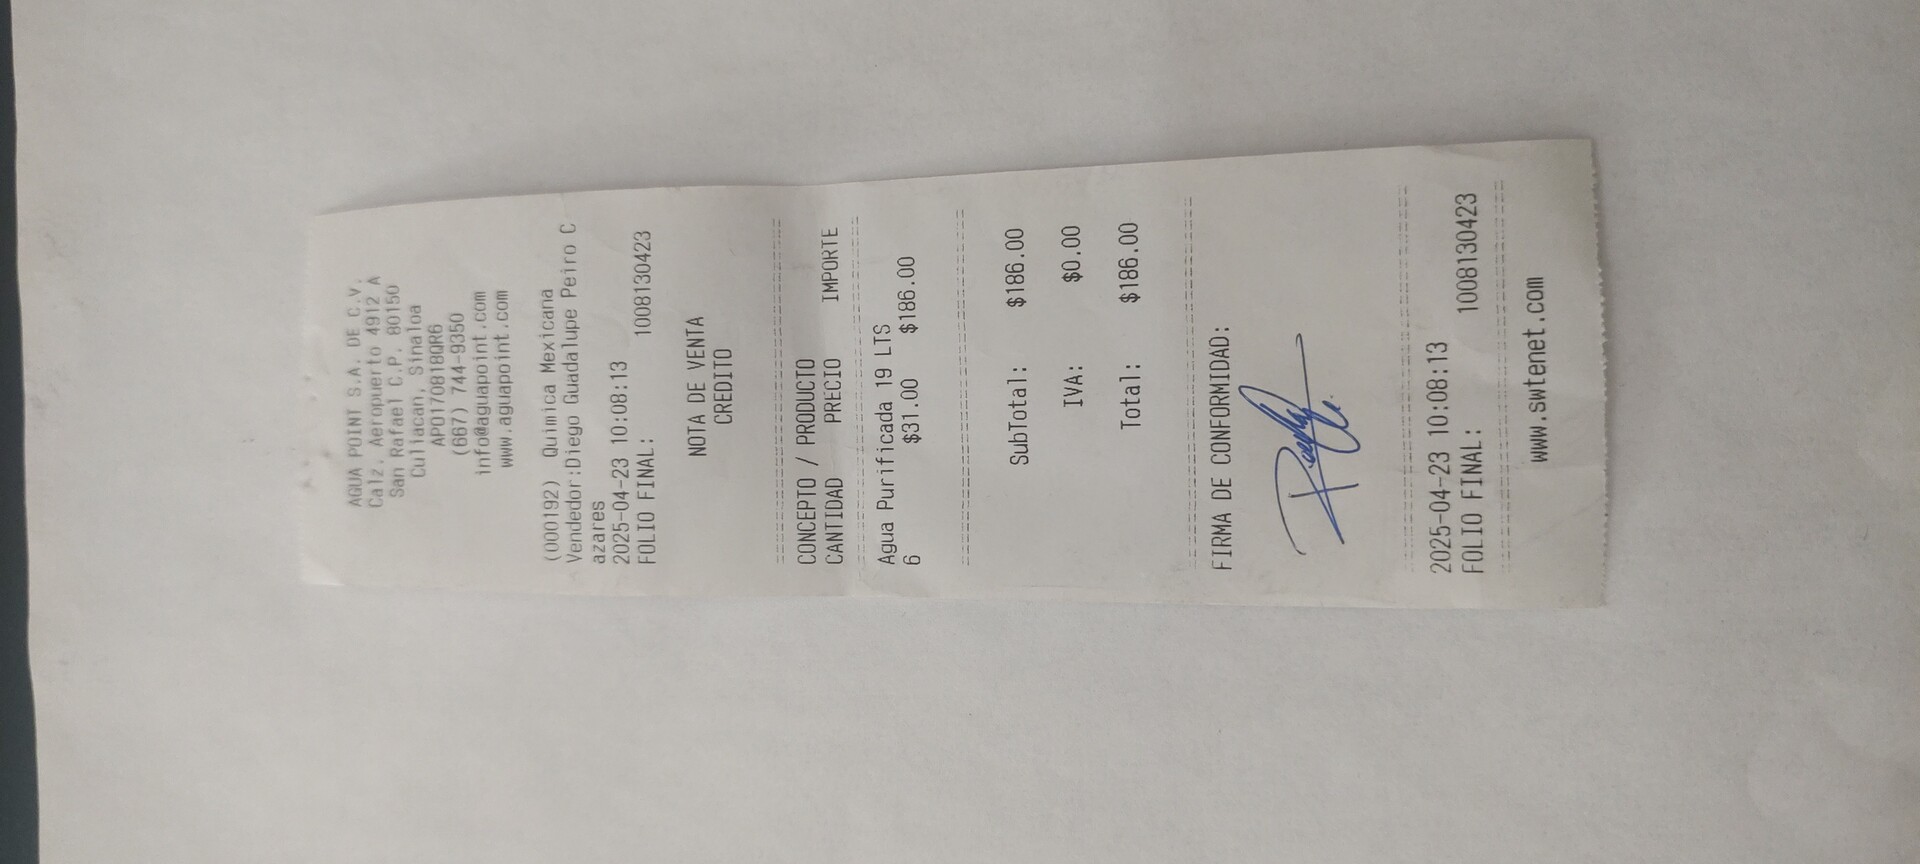 AGUA POINT S.A. DE C.V.
Calz. Aeropuerto 4912 A
San Rafael C.P. 80150
Culiacan, Sinaloa
APO170818QR6
(667) 744-9350
info@aguapoint.com
www.aguapoint.com
(000192) Quimica Mexicana
Vendedor:Diego Guadalupe Peiro C
azares
2025-04-23 10:08:13
FOLIO FINAL: 1008130423
NOTA DE VENTA
CREDITO
CONCEPTO / PRODUCTO
CANTIDAD PRECIO IMPORTE
Agua Purificada 19 LTS
6 $31.00 $186.00
SubTotal: $186.00
IVA: $0.00
Total: $186.00
FIRMA DE CONFORMIDAD:
2025-04-23 10:08:13
FOLIO FINAL: 1008130423
www.swtenet.com